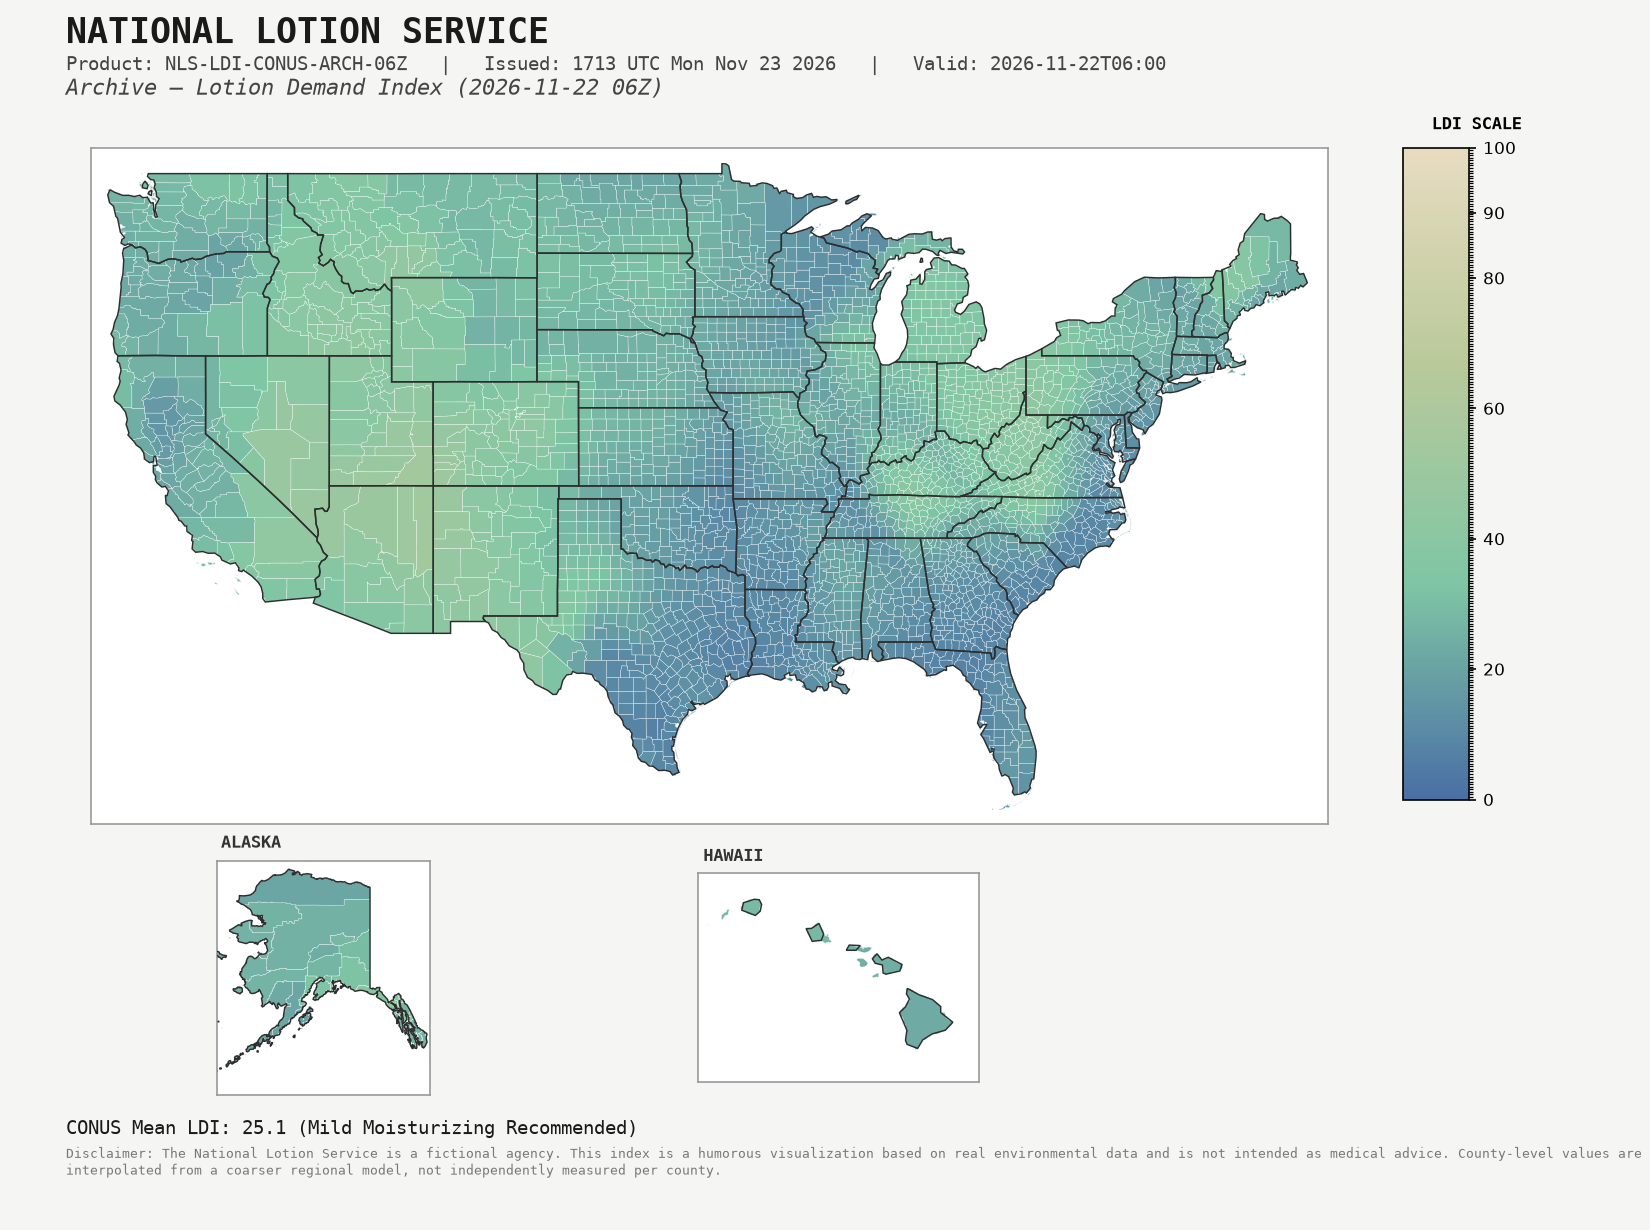 NATIONAL LOTION SERVICE
Product: NLS-LDI-CONUS-ARCH-06Z   |   Issued: 1713 UTC Mon Nov 23 2026   |   Valid: 2026-11-22T06:00
Archive — Lotion Demand Index (2026-11-22 06Z)
LDI SCALE
100
90
80
60
40
20
0
ALASKA
HAWAII
CONUS Mean LDI: 25.1 (Mild Moisturizing Recommended)
Disclaimer: The National Lotion Service is a fictional agency. This index is a humorous visualization based on real environmental data and is not intended as medical advice. County-level values are
interpolated from a coarser regional model, not independently measured per county.